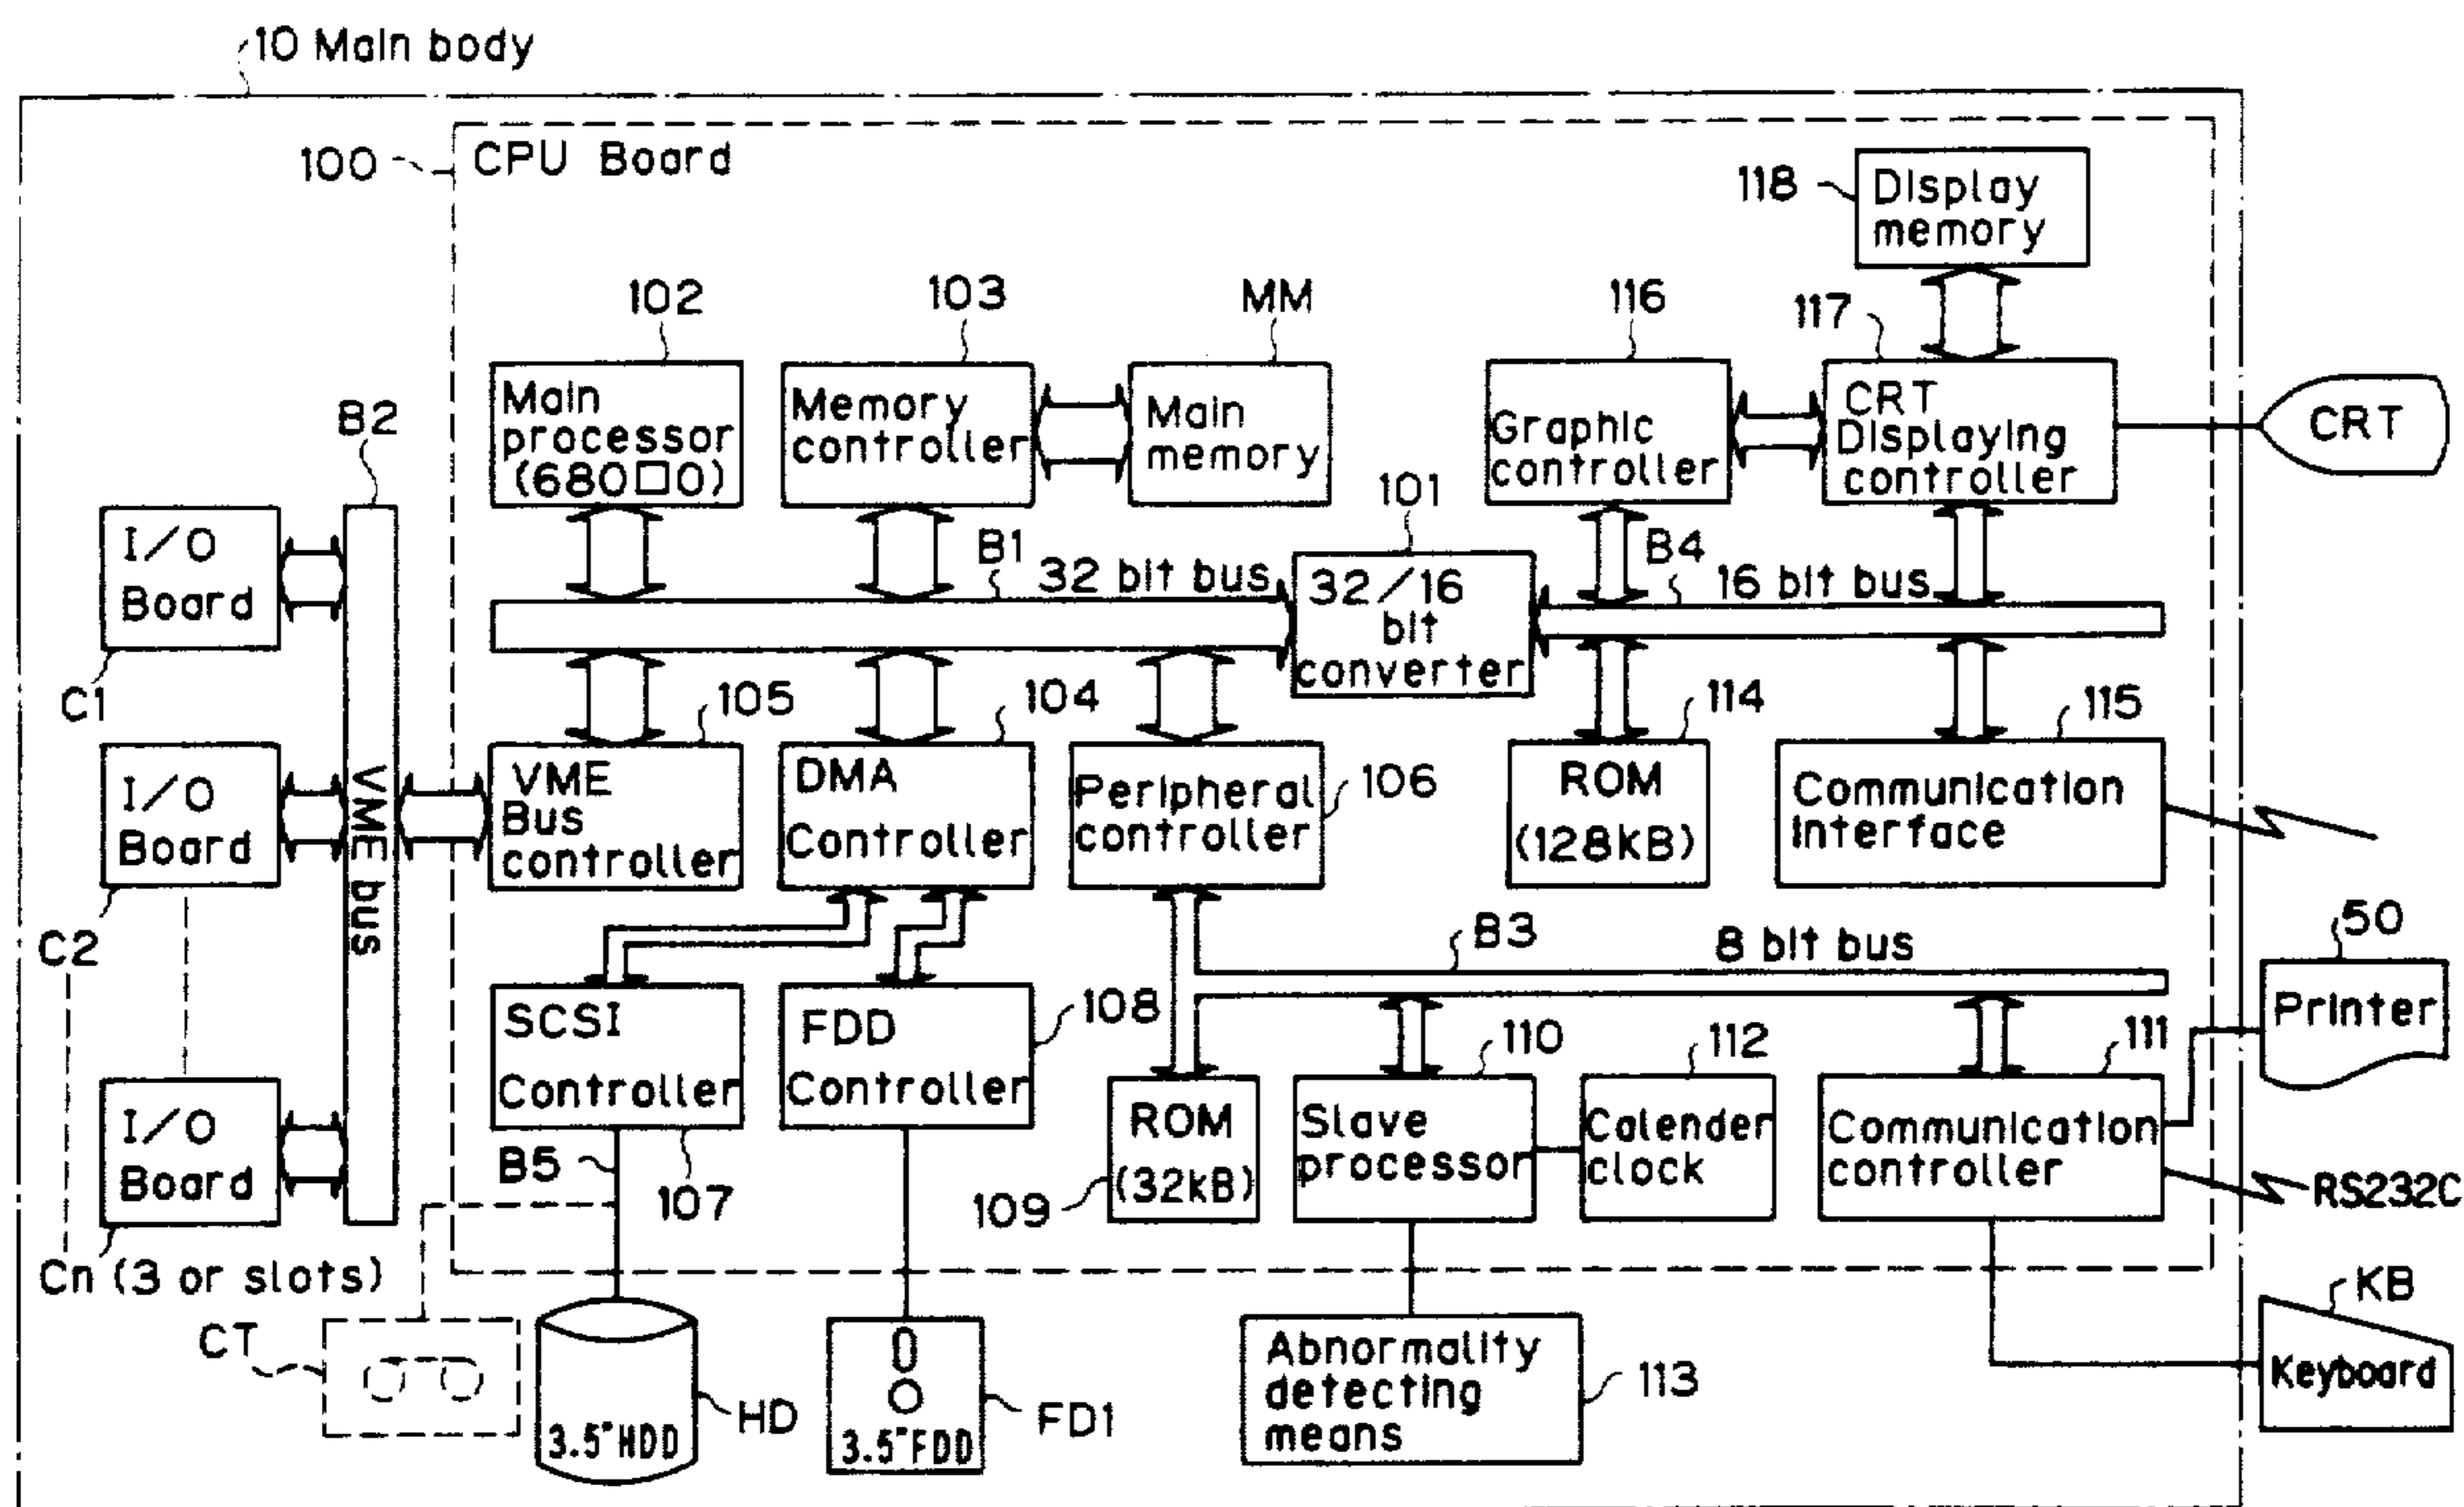 10 Main body
100
CPU Board
118
Display
memory
102
103
MM
116
117
Main
processor
(680□0)
Memory
controller
Main
memory
Graphic
controller
CRT
Displaying
controller
CRT
B2
101
I/O
Board
B1
32 bit bus
32/16
bit
converter
B4
16 bit bus
C1
105
104
114
115
I/O
Board
VME bus
VME
Bus
controller
DMA
Controller
Peripheral
controller
106
ROM
(128kB)
Communication
Interface
C2
B3
8 bit bus
50
Printer
SCSI
Controller
FDD
Controller
108
110
112
111
I/O
Board
ROM
(32kB)
Slave
processor
Calender
clock
Communication
controller
B5
107
109
RS232C
Cn (3 or slots)
KB
CT
HD
3.5"HDD
FD1
3.5"FDD
Abnormality
detecting
means
113
Keyboard